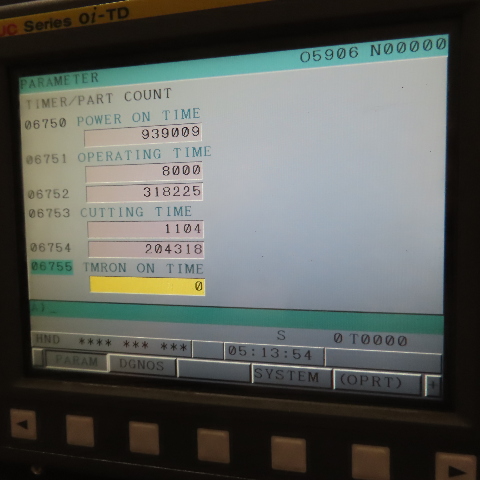 UC Series 0i-TD
O5906 N00000
PARAMETER
TIMER/PART COUNT
06750 POWER ON TIME
939009
06751 OPERATING TIME
8000
06752 318225
06753 CUTTING TIME
1104
06754 204318
06755 TMRON ON TIME
0
A)_
S 0 T0000
HND **** *** ***
05:13:54
PARAM DGNOS SYSTEM (OPRT) +